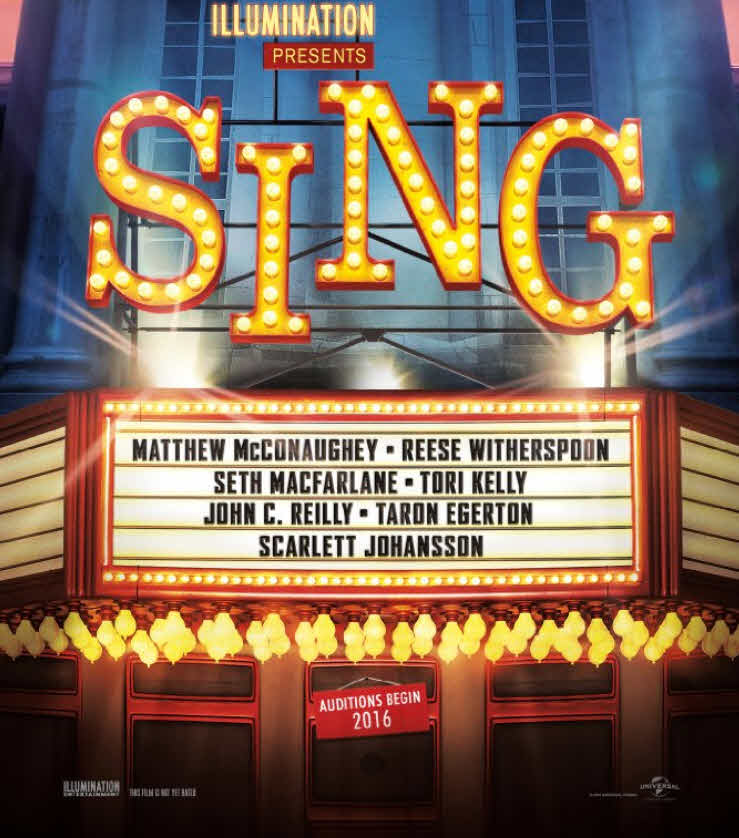 ILLUMINATION
PRESENTS
SING
MATTHEW McCONAUGHEY ▪ REESE WITHERSPOON
SETH MACFARLANE ▪ TORI KELLY
JOHN C. REILLY ▪ TARON EGERTON
SCARLETT JOHANSSON
AUDITIONS BEGIN
2016
ILLUMINATION
ENTERTAINMENT
THIS FILM IS NOT YET RATED
UNIVERSAL